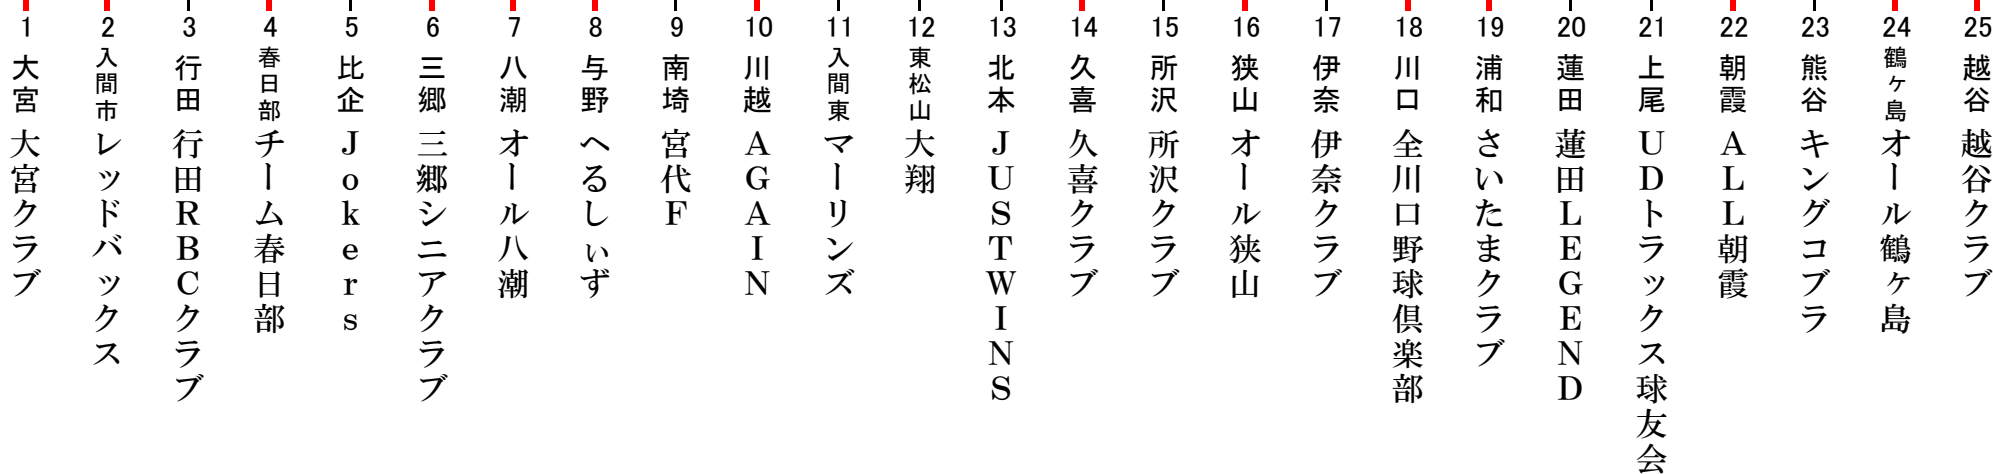 1 大宮 大宮クラブ
2 入間市 レッドバックス
3 行田 行田RBCクラブ
4 春日部 チーム春日部
5 比企 Jokers
6 三郷 三郷シニアクラブ
7 八潮 オール八潮
8 与野 へるしぃず
9 南埼 宮代F
10 川越 AGAIN
11 入間東 マーリンズ
12 東松山 大翔
13 北本 JUSTWINS
14 久喜 久喜クラブ
15 所沢 所沢クラブ
16 狭山 オール狭山
17 伊奈 伊奈クラブ
18 川口 全川口野球倶楽部
19 浦和 さいたまクラブ
20 蓮田 蓮田LEGEND
21 上尾 UDトラックス球友会
22 朝霞 ALL朝霞
23 熊谷 キングコブラ
24 鶴ヶ島 オール鶴ヶ島
25 越谷 越谷クラブ